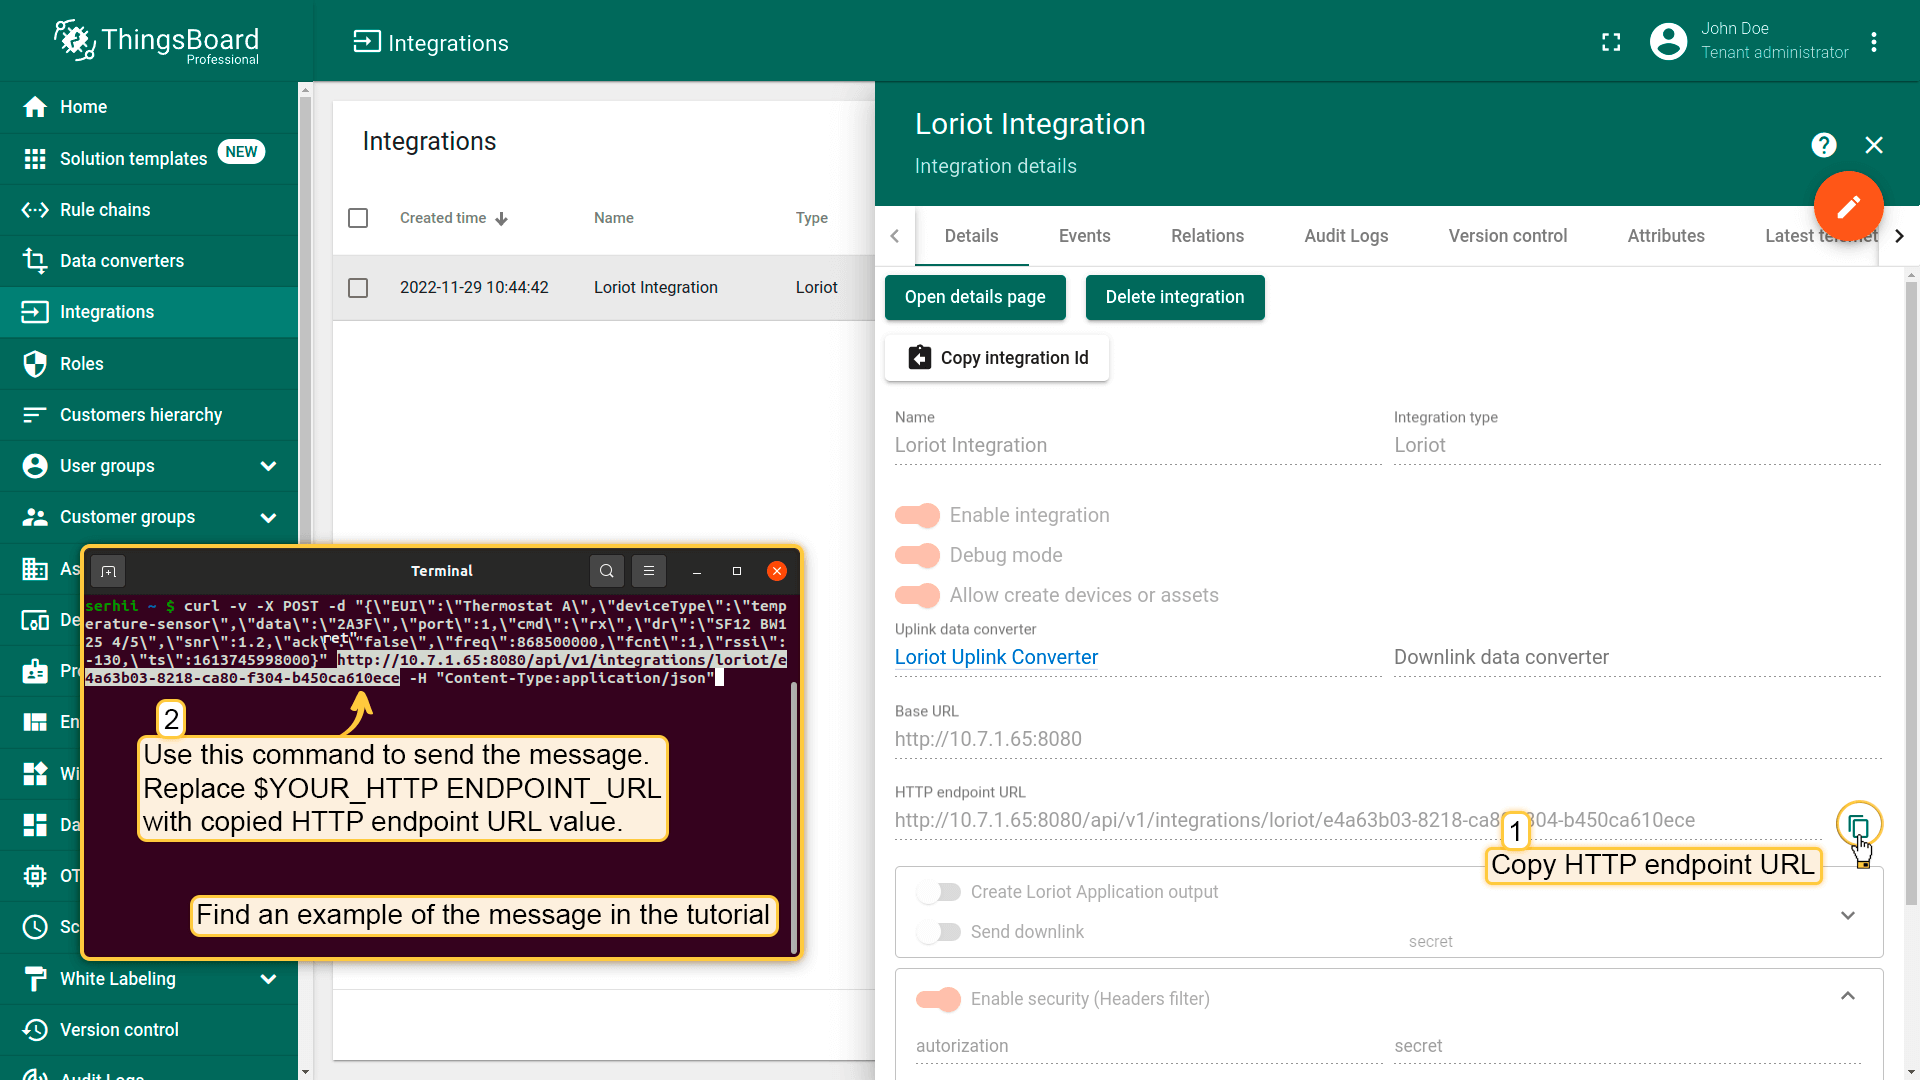 ThingsBoard
Professional
Integrations
John Doe
Tenant administrator
Home
Solution templates
NEW
Rule chains
Data converters
Integrations
Roles
Customers hierarchy
User groups
Customer groups
As
De
Pr
En
Wi
Da
OT
Sc
White Labeling
Version control
Audit Logs
Integrations
Created time
Name
Type
2022-11-29 10:44:42
Loriot Integration
Loriot
Loriot Integration
Integration details
Details
Events
Relations
Audit Logs
Version control
Attributes
Latest telemet
Open details page
Delete integration
Copy integration Id
Name
Loriot Integration
Integration type
Loriot
Enable integration
Debug mode
Allow create devices or assets
Uplink data converter
Loriot Uplink Converter
Downlink data converter
Base URL
http://10.7.1.65:8080
HTTP endpoint URL
http://10.7.1.65:8080/api/v1/integrations/loriot/e4a63b03-8218-ca80-f304-b450ca610ece
1
Copy HTTP endpoint URL
Create Loriot Application output
Send downlink
secret
Enable security (Headers filter)
autorization
secret
Terminal
serhii ~ $ curl -v -X POST -d "{\"EUI\":\"Thermostat A\",\"deviceType\":\"temp
erature-sensor\",\"data\":\"2A3F\",\"port\":1,\"cmd\":\"rx\",\"dr\":\"SF12 BW1
25 4/5\",\"snr\":1.2,\"ack\":\"false\",\"freq\":868500000,\"fcnt\":1,\"rssi\":
ret"
-130,\"ts\":1613745998000}" http://10.7.1.65:8080/api/v1/integrations/loriot/e
4a63b03-8218-ca80-f304-b450ca610ece -H "Content-Type:application/json"
2
Use this command to send the message.
Replace $YOUR_HTTP ENDPOINT_URL
with copied HTTP endpoint URL value.
Find an example of the message in the tutorial